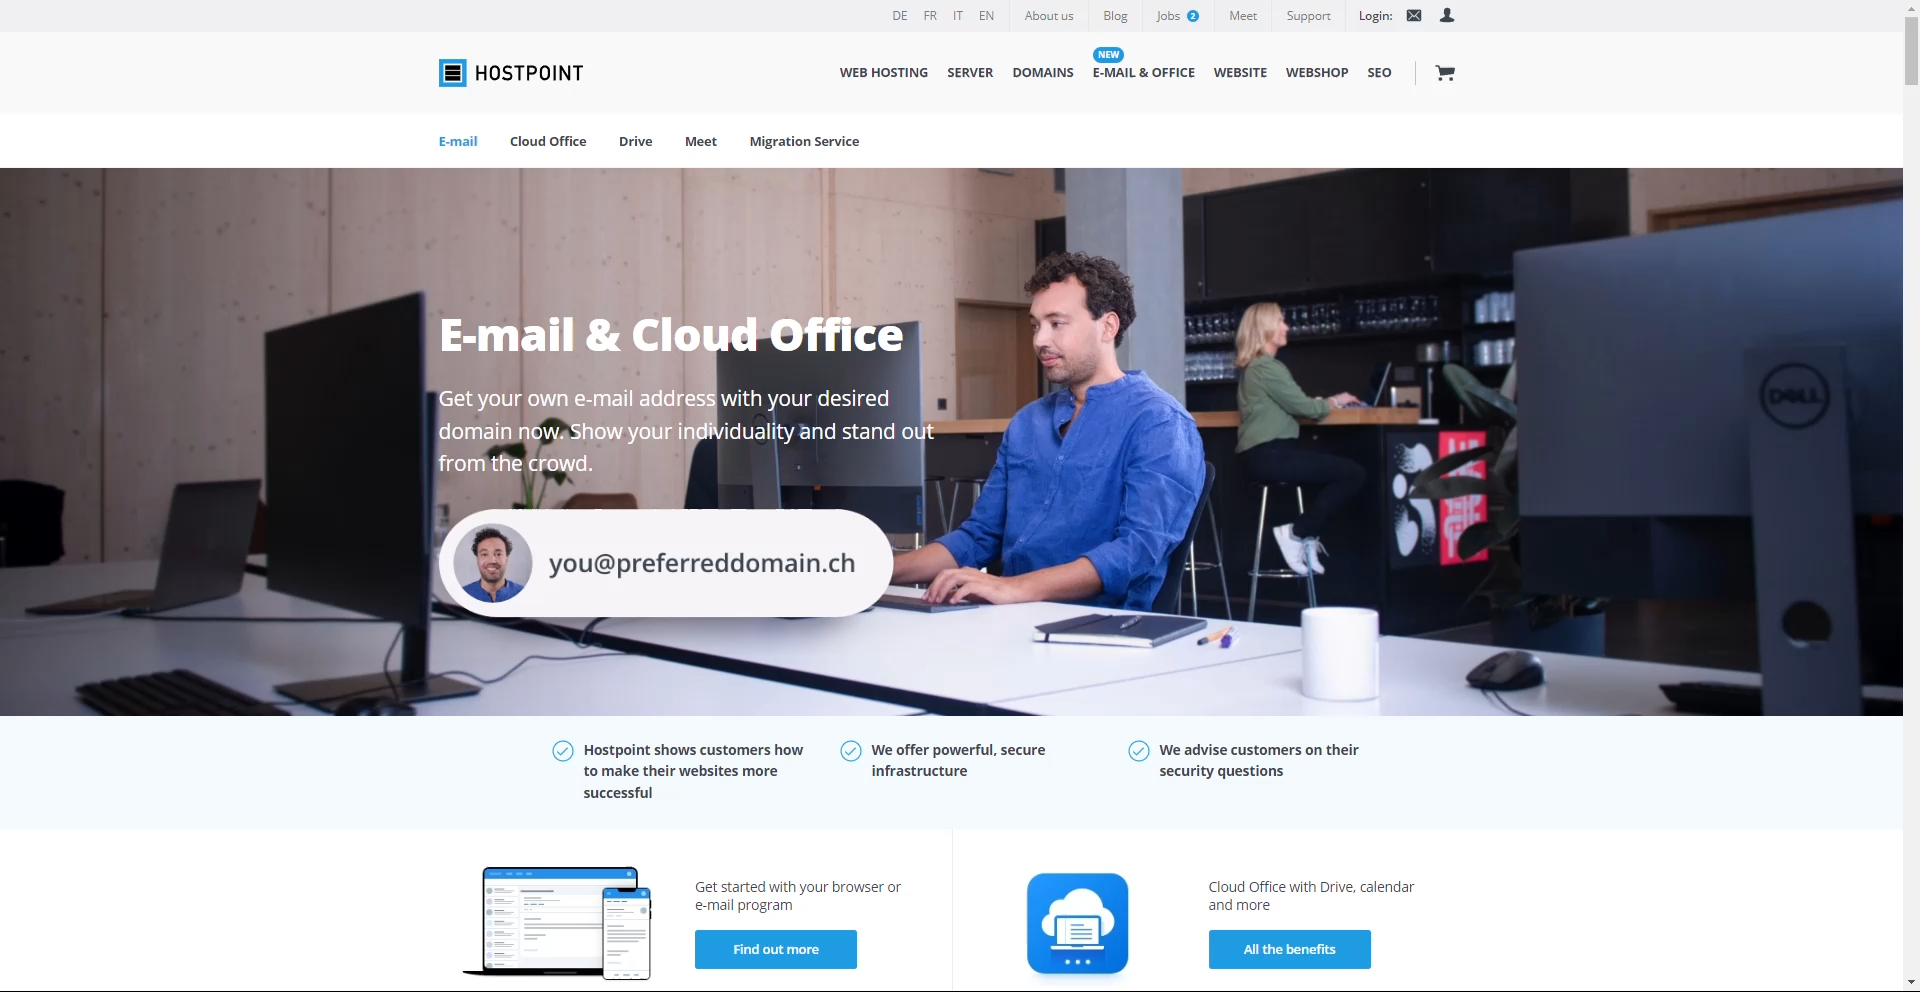 DE FR IT EN About us Blog Jobs 2 Meet Support Login:
HOSTPOINT
NEW
WEB HOSTING SERVER DOMAINS E-MAIL & OFFICE WEBSITE WEBSHOP SEO
E-mail Cloud Office Drive Meet Migration Service
E-mail & Cloud Office
Get your own e-mail address with your desired
domain now. Show your individuality and stand out
from the crowd.
you@preferreddomain.ch
DELL
Hostpoint shows customers how
to make their websites more
successful
We offer powerful, secure
infrastructure
We advise customers on their
security questions
Get started with your browser or
e-mail program
Find out more
Cloud Office with Drive, calendar
and more
All the benefits